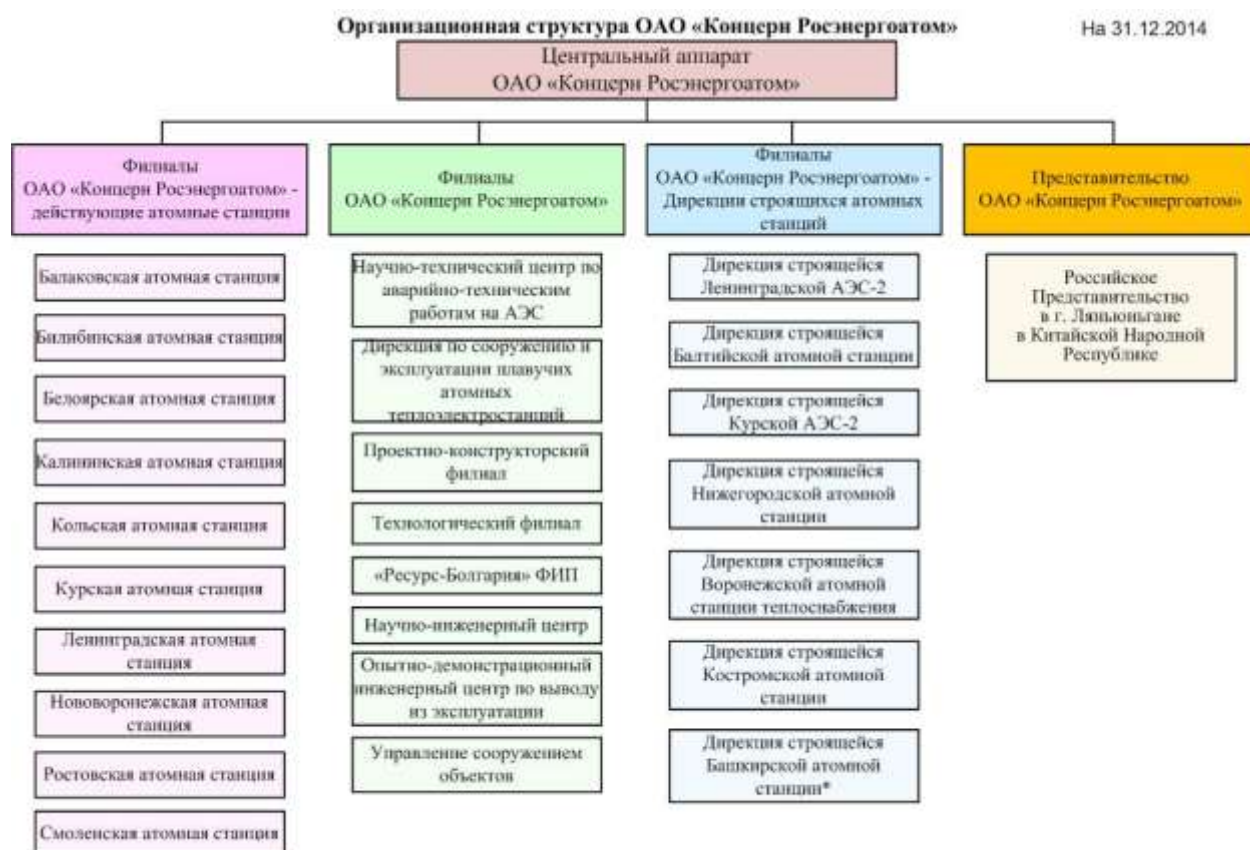 Организационная структура ОАО «Концерн Росэнергоатом»
На 31.12.2014
Центральный аппарат
ОАО «Концерн Росэнергоатом»
Филиалы
ОАО «Концерн Росэнергоатом» -
действующие атомные станции
Балаковская атомная станция
Билибинская атомная станция
Белоярская атомная станция
Калининская атомная станция
Кольская атомная станция
Курская атомная станция
Ленинградская атомная
станция
Нововоронежская атомная
станция
Ростовская атомная станция
Смоленская атомная станция
Филиалы
ОАО «Концерн Росэнергоатом»
Научно-технический центр по
аварийно-техническим
работам на АЭС
Дирекция по сооружению и
эксплуатации плавучих
атомных
теплоэлектростанций
Проектно-конструкторский
филиал
Технологический филиал
«Ресурс-Болгария» ФИП
Научно-инженерный центр
Опытно-демонстрационный
инженерный центр по выводу
из эксплуатации
Управление сооружением
объектов
Филиалы
ОАО «Концерн Росэнергоатом» -
Дирекции строящихся атомных
станций
Дирекция строящейся
Ленинградской АЭС-2
Дирекция строящейся
Балтийской атомной станции
Дирекция строящейся
Курской АЭС-2
Дирекция строящейся
Нижегородской атомной
станции
Дирекция строящейся
Воронежской атомной
станции теплоснабжения
Дирекция строящейся
Костромской атомной
станции
Дирекция строящейся
Башкирской атомной
станции*
Представительство
ОАО «Концерн Росэнергоатом»
Российское
Представительство
в г. Ляньюньгане
в Китайской Народной
Республике